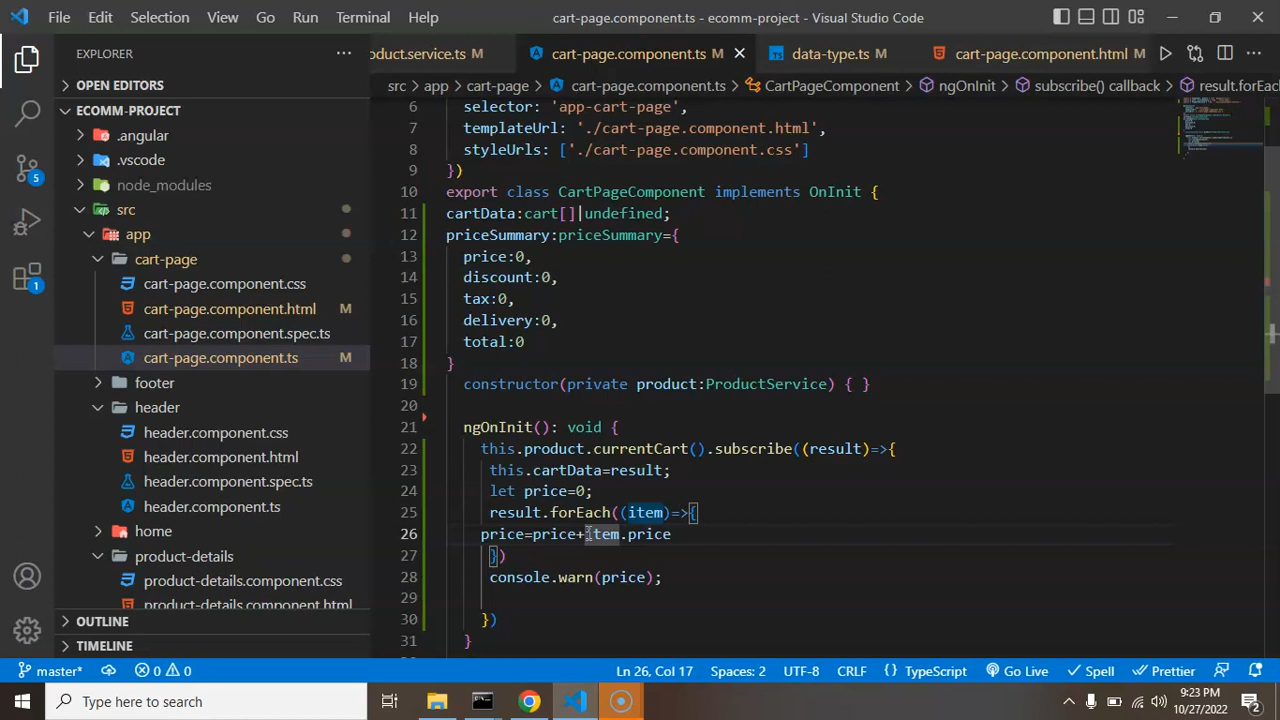 File Edit Selection View Go Run Terminal Help
cart-page.component.ts - ecomm-project - Visual Studio Code
EXPLORER
oduct.service.ts M
cart-page.component.ts M
data-type.ts M
cart-page.component.html M
OPEN EDITORS
src > app > cart-page > cart-page.component.ts > CartPageComponent > ngOnInit > subscribe() callback > result.forEach
ECOMM-PROJECT
.angular
.vscode
node_modules
src
app
cart-page
cart-page.component.css
cart-page.component.html M
cart-page.component.spec.ts
cart-page.component.ts M
footer
header
header.component.css
header.component.html
header.component.spec.ts
header.component.ts
home
product-details
product-details.component.css
product-details.component.html
OUTLINE
TIMELINE
5
1
6 selector: 'app-cart-page',
7 templateUrl: './cart-page.component.html',
8 styleUrls: ['./cart-page.component.css']
9 })
10 export class CartPageComponent implements OnInit {
11 cartData:cart[]|undefined;
12 priceSummary:priceSummary={
13 price:0,
14 discount:0,
15 tax:0,
16 delivery:0,
17 total:0
18 }
19 constructor(private product:ProductService) { }
20
21 ngOnInit(): void {
22 this.product.currentCart().subscribe((result)=>{
23 this.cartData=result;
24 let price=0;
25 result.forEach((item)=>{
26 price=price+item.price
27 })
28 console.warn(price);
29
30 })
31 }
master* 0 0 Ln 26, Col 17 Spaces: 2 UTF-8 CRLF { } TypeScript Go Live Spell Prettier
Type here to search
9:23 PM
10/27/2022
2